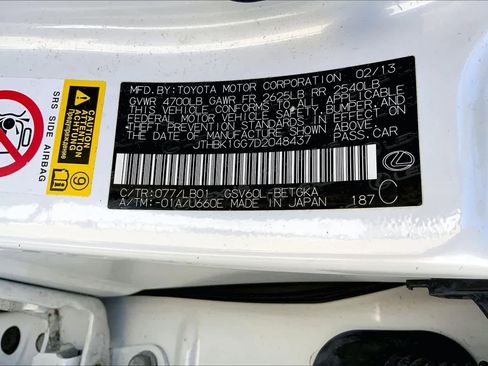 MFD.BY:TOYOTA MOTOR CORPORATION 02/13
GVWR 4700LB GAWR FR 2625LB RR 2540LB
THIS VEHICLE CONFORMS TO ALL APPLICABLE
FEDERAL MOTOR VEHICLE SAFETY, BUMPER, AND
THEFT PREVENTION STANDARDS IN EFFECT ON
THE DATE OF MANUFACTURE SHOWN ABOVE.
JTHBK1GG7D2048437 PASS.CAR
C/TR:077/LB01 GSV60L-BETGKA
A/TM:-01A/U660E MADE IN JAPAN 187 C
SRS SIDE AIRBAG
CAUTION
ACHTUNG